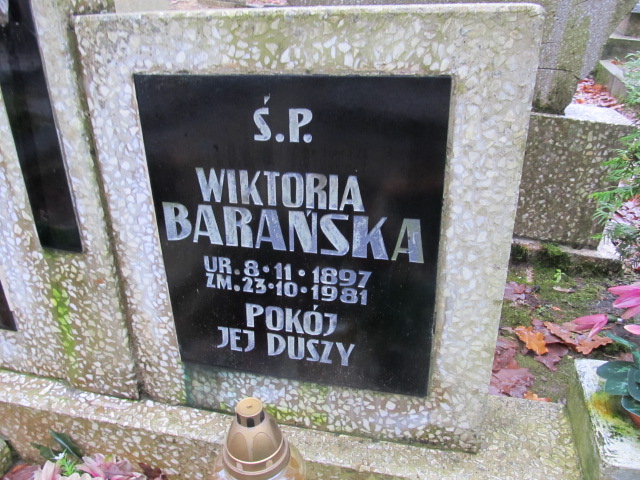 Ś.P.
WIKTORIA
BARAŃSKA
UR.8•11•1897
ZM.23•10•1981
POKÓJ
JEJ DUSZY